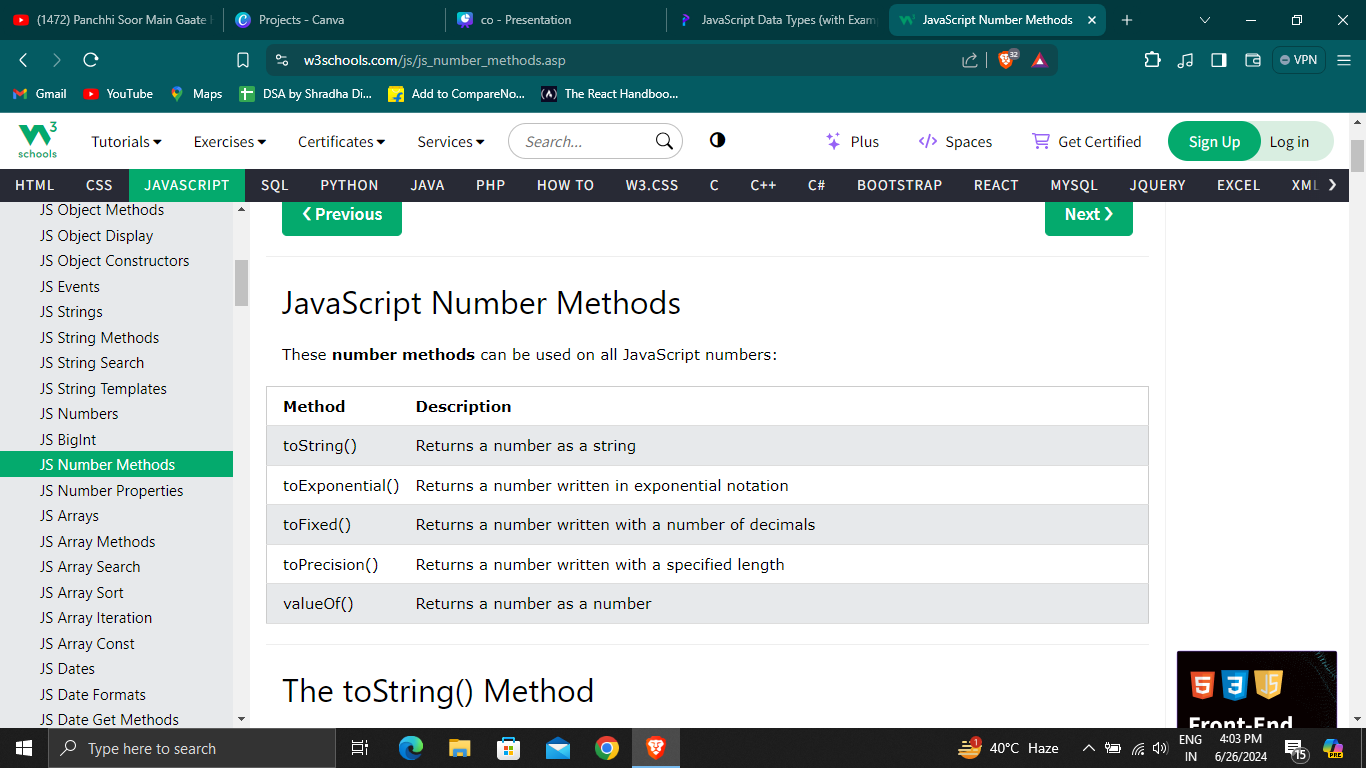 (1472) Panchhi Soor Main Gaate
Projects - Canva
co - Presentation
JavaScript Data Types (with Exam
JavaScript Number Methods
w3schools.com/js/js_number_methods.asp
32
VPN
Gmail
YouTube
Maps
DSA by Shradha Di...
Add to CompareNo...
The React Handboo...
W3
schools
Tutorials
Exercises
Certificates
Services
Search...
Plus
Spaces
Get Certified
Sign Up
Log in
HTML
CSS
JAVASCRIPT
SQL
PYTHON
JAVA
PHP
HOW TO
W3.CSS
C
C++
C#
BOOTSTRAP
REACT
MYSQL
JQUERY
EXCEL
XML
JS Object Methods
JS Object Display
JS Object Constructors
JS Events
JS Strings
JS String Methods
JS String Search
JS String Templates
JS Numbers
JS BigInt
JS Number Methods
JS Number Properties
JS Arrays
JS Array Methods
JS Array Search
JS Array Sort
JS Array Iteration
JS Array Const
JS Dates
JS Date Formats
JS Date Get Methods
❮ Previous
Next ❯
JavaScript Number Methods
These number methods can be used on all JavaScript numbers:
Method Description
toString() Returns a number as a string
toExponential() Returns a number written in exponential notation
toFixed() Returns a number written with a number of decimals
toPrecision() Returns a number written with a specified length
valueOf() Returns a number as a number
The toString() Method
5 3 JS
Front-End
Type here to search
1
40°C Haze
ENG
IN
4:03 PM
6/26/2024
15
PRE